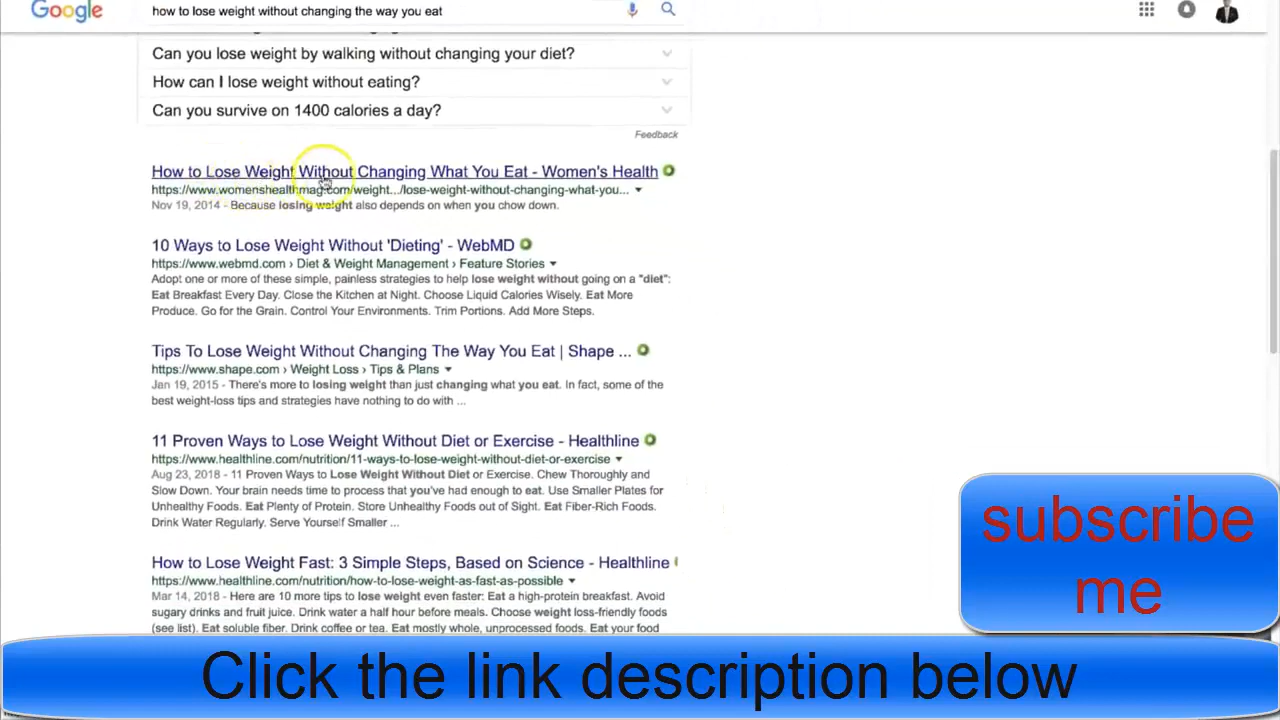 Google
how to lose weight without changing the way you eat
Can you lose weight by walking without changing your diet?
How can I lose weight without eating?
Can you survive on 1400 calories a day?
Feedback
How to Lose Weight Without Changing What You Eat - Women's Health
https://www.womenshealthmag.com/weight.../lose-weight-without-changing-what-you...
Nov 19, 2014 - Because losing weight also depends on when you chow down.
10 Ways to Lose Weight Without 'Dieting' - WebMD
https://www.webmd.com › Diet & Weight Management › Feature Stories
Adopt one or more of these simple, painless strategies to help lose weight without going on a "diet":
Eat Breakfast Every Day. Close the Kitchen at Night. Choose Liquid Calories Wisely. Eat More
Produce. Go for the Grain. Control Your Environments. Trim Portions. Add More Steps.
Tips To Lose Weight Without Changing The Way You Eat | Shape ...
https://www.shape.com › Weight Loss › Tips & Plans
Jan 19, 2015 - There's more to losing weight than just changing what you eat. In fact, some of the
best weight-loss tips and strategies have nothing to do with ...
11 Proven Ways to Lose Weight Without Diet or Exercise - Healthline
https://www.healthline.com/nutrition/11-ways-to-lose-weight-without-diet-or-exercise
Aug 23, 2018 - 11 Proven Ways to Lose Weight Without Diet or Exercise. Chew Thoroughly and
Slow Down. Your brain needs time to process that you've had enough to eat. Use Smaller Plates for
Unhealthy Foods. Eat Plenty of Protein. Store Unhealthy Foods out of Sight. Eat Fiber-Rich Foods.
Drink Water Regularly. Serve Yourself Smaller ...
How to Lose Weight Fast: 3 Simple Steps, Based on Science - Healthline
https://www.healthline.com/nutrition/how-to-lose-weight-as-fast-as-possible
Mar 14, 2018 - Here are 10 more tips to lose weight even faster: Eat a high-protein breakfast. Avoid
sugary drinks and fruit juice. Drink water a half hour before meals. Choose weight loss-friendly foods
(see list). Eat soluble fiber. Drink coffee or tea. Eat mostly whole, unprocessed foods. Eat your food
subscribe
me
Click the link description below